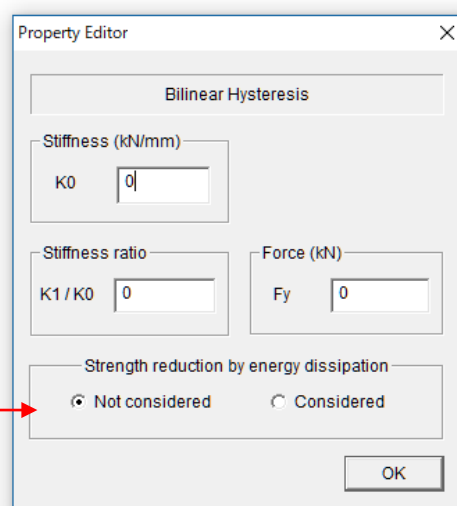 Property Editor
Bilinear Hysteresis
Stiffness (kN/mm)
K0 0
Stiffness ratio Force (kN)
K1 / K0 0 Fy 0
Strength reduction by energy dissipation
Not considered Considered
OK